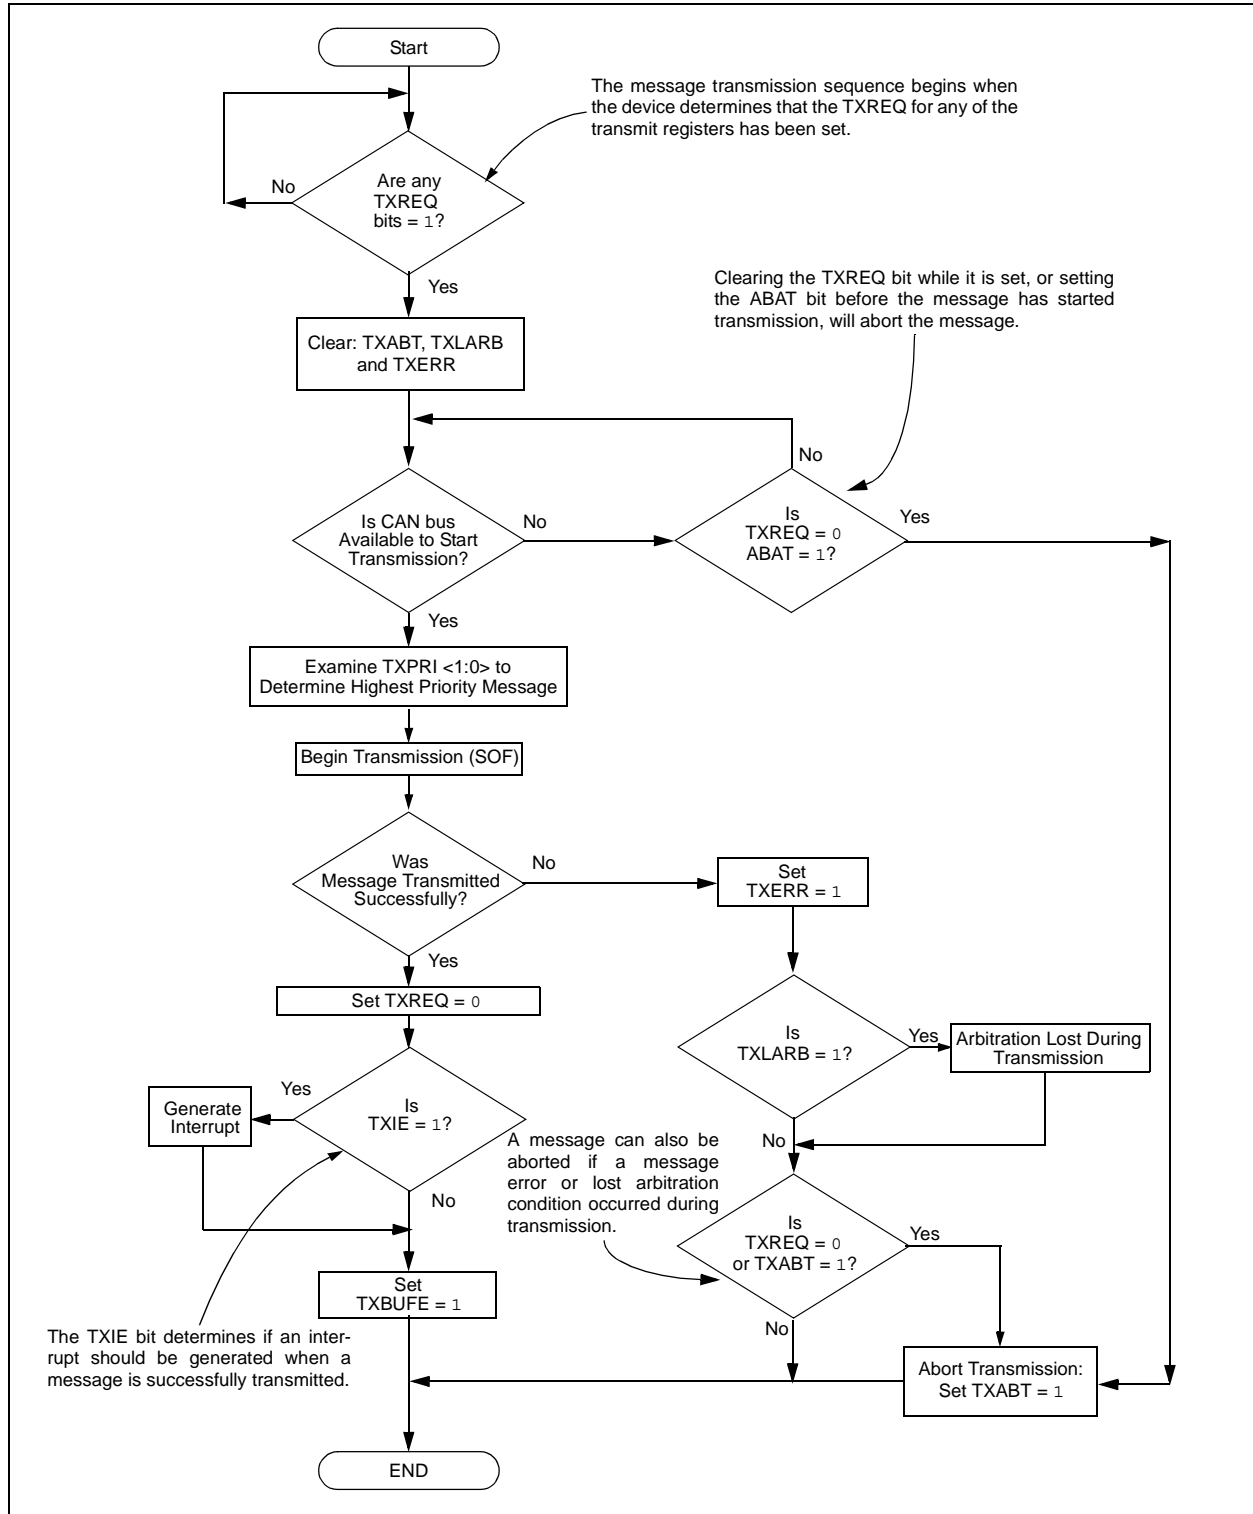 Start
The message transmission sequence begins when
the device determines that the TXREQ for any of the
transmit registers has been set.
No
Are any
TXREQ
bits = 1?
Yes
Clearing the TXREQ bit while it is set, or setting
the ABAT bit before the message has started
transmission, will abort the message.
Clear: TXABT, TXLARB
and TXERR
No
Is CAN bus
Available to Start
Transmission?
No
Is
TXREQ = 0
ABAT = 1?
Yes
Yes
Examine TXPRI <1:0> to
Determine Highest Priority Message
Begin Transmission (SOF)
Was
Message Transmitted
Successfully?
No
Set
TXERR = 1
Yes
Set TXREQ = 0
Is
TXLARB = 1?
Yes
Arbitration Lost During
Transmission
Yes
Generate
Interrupt
Is
TXIE = 1?
No
A message can also be
aborted if a message
error or lost arbitration
condition occurred during
transmission.
No
Is
TXREQ = 0
or TXABT = 1?
Yes
Set
TXBUFE = 1
No
The TXIE bit determines if an inter-
rupt should be generated when a
message is successfully transmitted.
Abort Transmission:
Set TXABT = 1
END